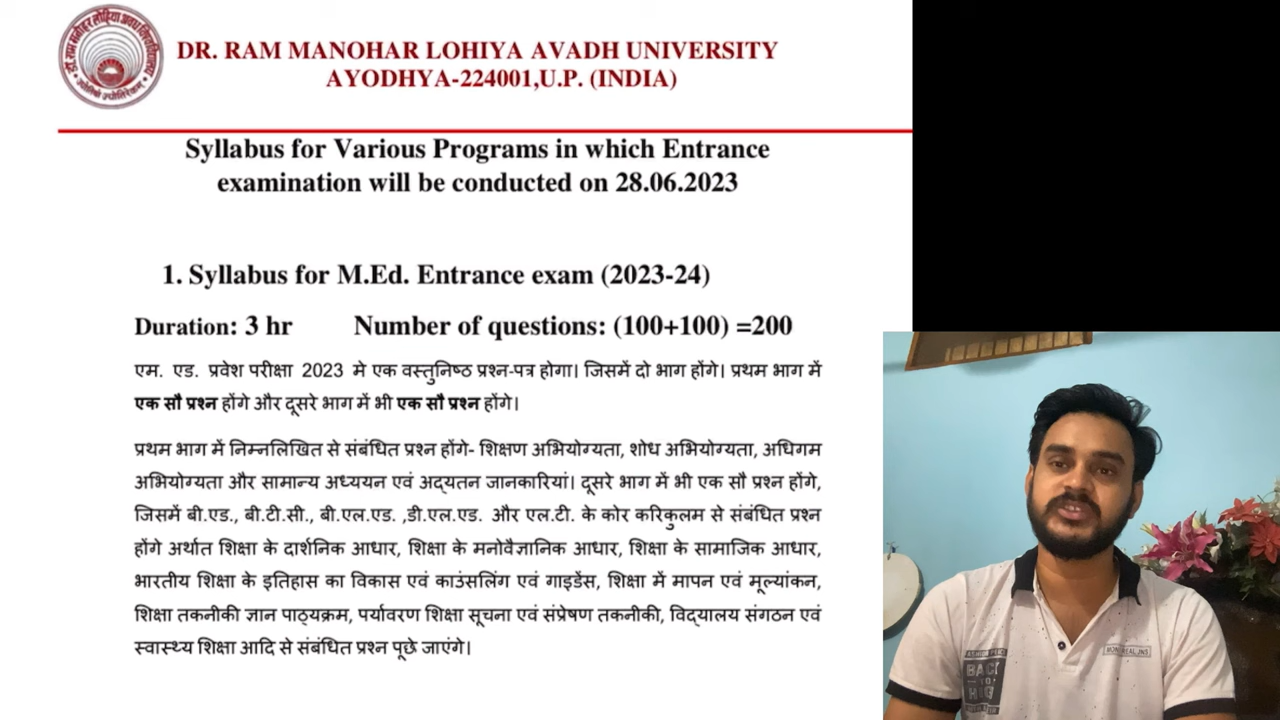 DR. RAM MANOHAR LOHIYA AVADH UNIVERSITY
AYODHYA-224001,U.P. (INDIA)
Syllabus for Various Programs in which Entrance
examination will be conducted on 28.06.2023
1. Syllabus for M.Ed. Entrance exam (2023-24)
Duration: 3 hr Number of questions: (100+100) =200
एम. एड. प्रवेश परीक्षा 2023 मे एक वस्तुनिष्ठ प्रश्न-पत्र होगा। जिसमें दो भाग होंगे। प्रथम भाग में
एक सौ प्रश्न होंगे और दूसरे भाग में भी एक सौ प्रश्न होंगे।
प्रथम भाग में निम्नलिखित से संबंधित प्रश्न होंगे- शिक्षण अभियोग्यता, शोध अभियोग्यता, अधिगम
अभियोग्यता और सामान्य अध्ययन एवं अद्यतन जानकारियां। दूसरे भाग में भी एक सौ प्रश्न होंगे,
जिसमें बी.एड., बी.टी.सी., बी.एल.एड. ,डी.एल.एड. और एल.टी. के कोर करिकुलम से संबंधित प्रश्न
होंगे अर्थात शिक्षा के दार्शनिक आधार, शिक्षा के मनोवैज्ञानिक आधार, शिक्षा के सामाजिक आधार,
भारतीय शिक्षा के इतिहास का विकास एवं काउंसलिंग एवं गाइडेंस, शिक्षा में मापन एवं मूल्यांकन,
शिक्षा तकनीकी ज्ञान पाठ्यक्रम, पर्यावरण शिक्षा सूचना एवं संप्रेषण तकनीकी, विद्यालय संगठन एवं
स्वास्थ्य शिक्षा आदि से संबंधित प्रश्न पूछे जाएंगे।
MONTREAL JNS
BACK
TO